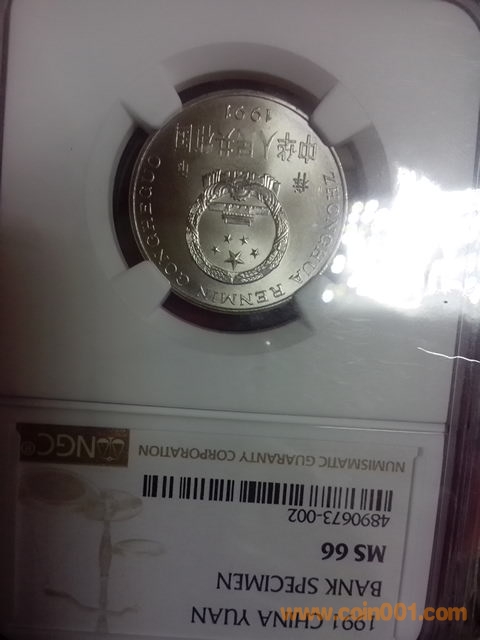 1991 CHINA YUAN
BANK SPECIMEN
MS 66
4890673-002
NUMISMATIC GUARANTY CORPORATION
NGC
ZHONGHUA RENMIN GONGHEGUO
样
中华人民共和国
1991
www.coin001.com